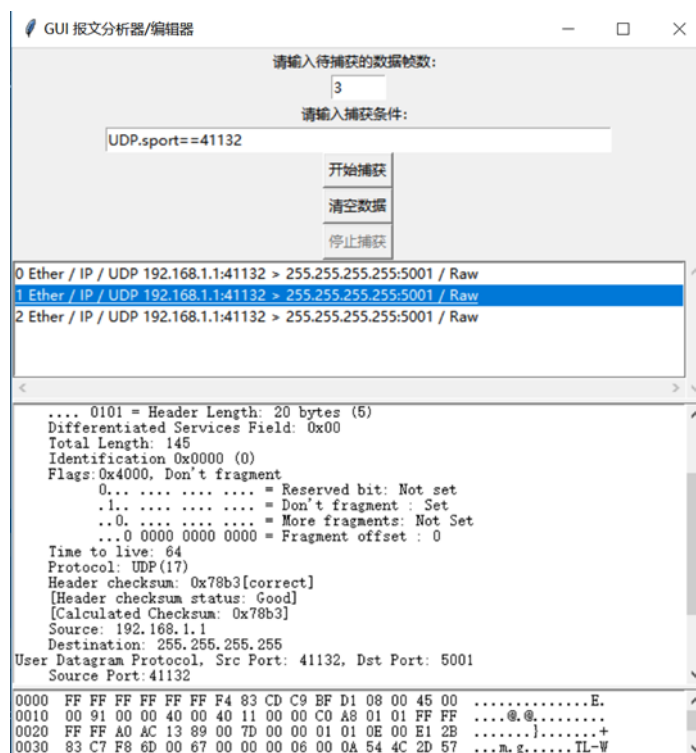 GUI 报文分析器/编辑器
请输入待捕获的数据帧数:
3
请输入捕获条件:
UDP.sport==41132
开始捕获
清空数据
停止捕获
0 Ether / IP / UDP 192.168.1.1:41132 > 255.255.255.255:5001 / Raw
1 Ether / IP / UDP 192.168.1.1:41132 > 255.255.255.255:5001 / Raw
2 Ether / IP / UDP 192.168.1.1:41132 > 255.255.255.255:5001 / Raw
.... 0101 = Header Length: 20 bytes (5)
Differentiated Services Field: 0x00
Total Length: 145
Identification 0x0000 (0)
Flags:0x4000, Don't fragment
0... .... .... .... = Reserved bit: Not set
.1.. .... .... .... = Don't fragment : Set
..0. .... .... .... = More fragments: Not Set
...0 0000 0000 0000 = Fragment offset : 0
Time to live: 64
Protocol: UDP(17)
Header checksum: 0x78b3[correct]
[Header checksum status: Good]
[Calculated Checksum: 0x78b3]
Source: 192.168.1.1
Destination: 255.255.255.255
User Datagram Protocol, Src Port: 41132, Dst Port: 5001
Source Port:41132
0000 FF FF FF FF FF FF F4 83 CD C9 BF D1 08 00 45 00 ..............E.
0010 00 91 00 00 40 00 40 11 00 00 C0 A8 01 01 FF FF ....@.@.........
0020 FF FF A0 AC 13 89 00 7D 00 00 01 01 0E 00 E1 2B .......}.......+
0030 83 C7 F8 6D 00 67 00 00 00 06 00 0A 54 4C 2D 57 ...m.g......TL-W